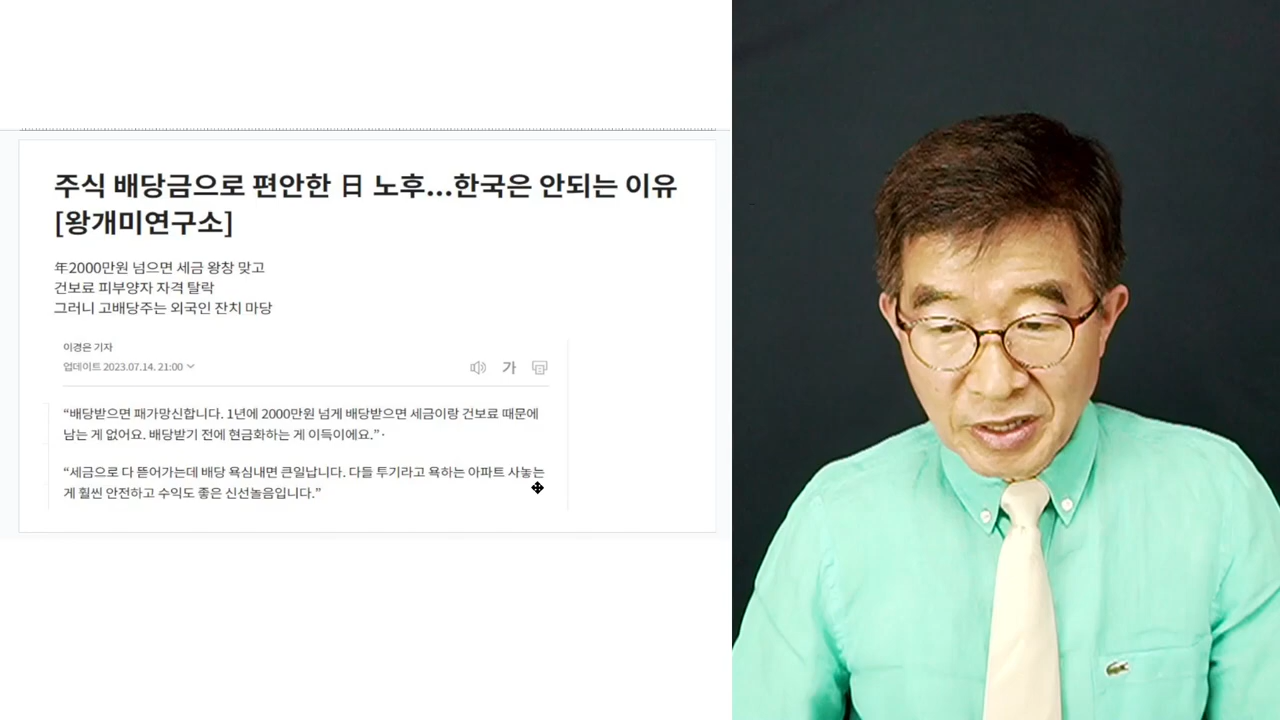 주식 배당금으로 편안한 日 노후...한국은 안되는 이유
[왕개미연구소]
年2000만원 넘으면 세금 왕창 맞고
건보료 피부양자 자격 탈락
그러니 고배당주는 외국인 잔치 마당
이경은 기자
업데이트 2023.07.14. 21:00
가
“배당받으면 패가망신합니다. 1년에 2000만원 넘게 배당받으면 세금이랑 건보료 때문에
남는 게 없어요. 배당받기 전에 현금화하는 게 이득이에요.”·
“세금으로 다 뜯어가는데 배당 욕심내면 큰일납니다. 다들 투기라고 욕하는 아파트 사놓는
게 훨씬 안전하고 수익도 좋은 신선놀음입니다.”